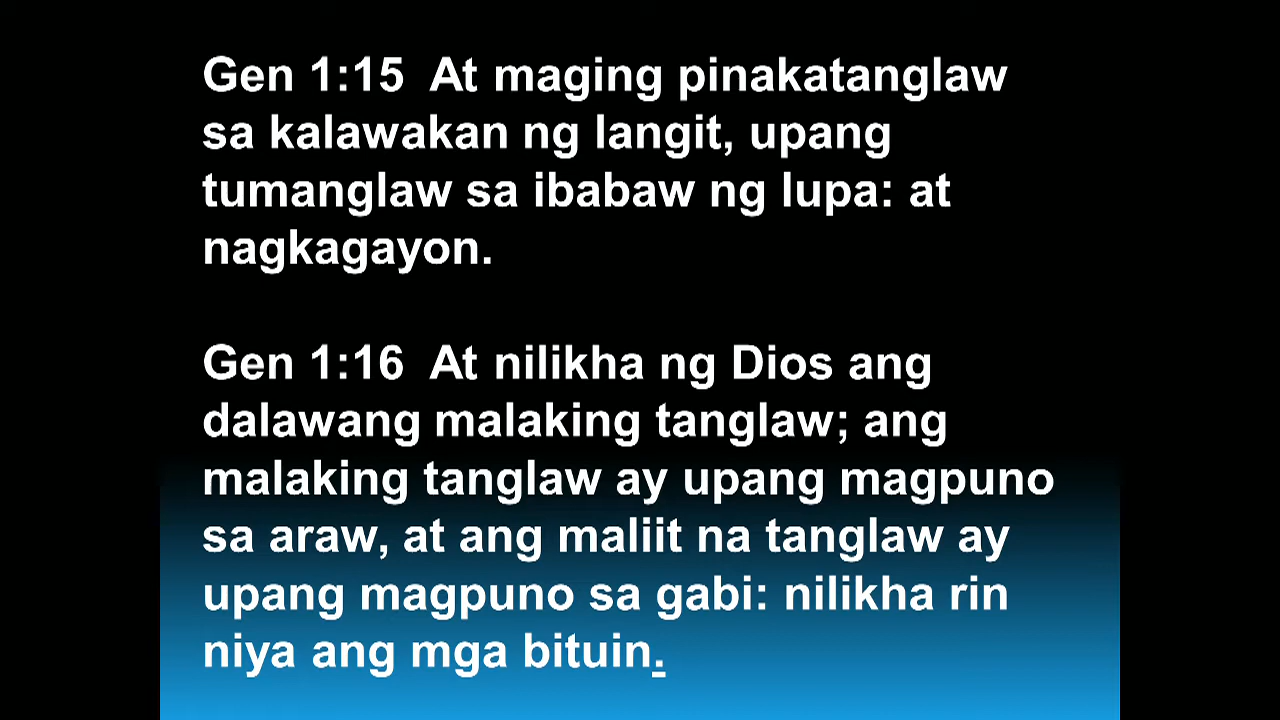 Gen 1:15  At maging pinakatanglaw
sa kalawakan ng langit, upang
tumanglaw sa ibabaw ng lupa: at
nagkagayon.
Gen 1:16  At nilikha ng Dios ang
dalawang malaking tanglaw; ang
malaking tanglaw ay upang magpuno
sa araw, at ang maliit na tanglaw ay
upang magpuno sa gabi: nilikha rin
niya ang mga bituin.